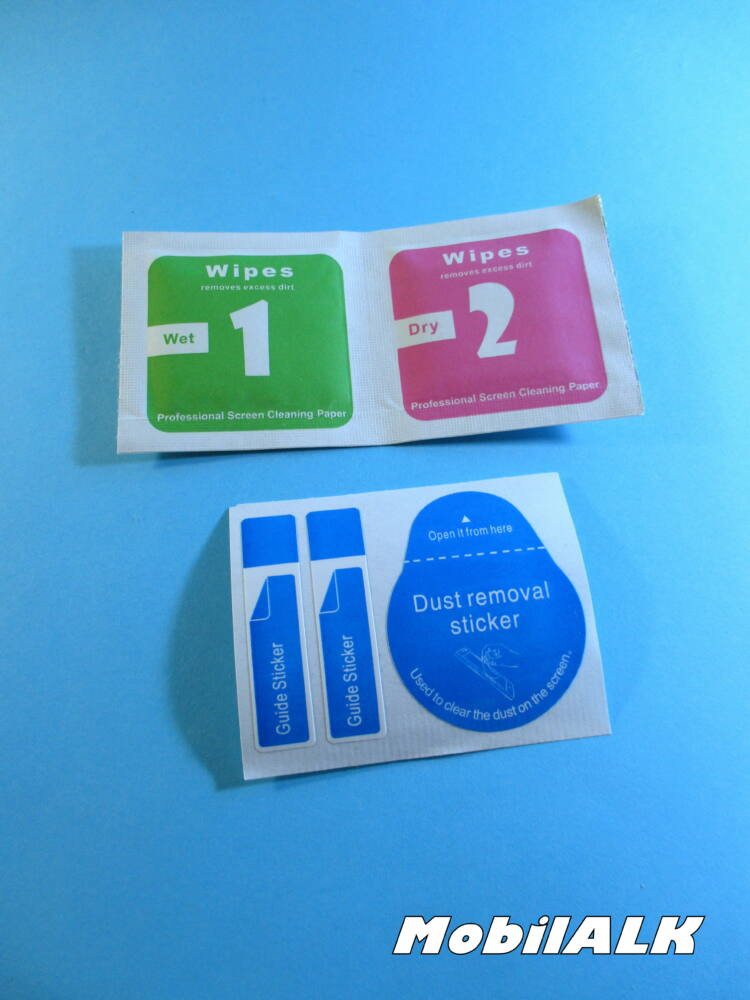 Wipes
removes excess dirt
Wet
1
Professional Screen Cleaning Paper
Wipes
removes excess dirt
Dry
2
Professional Screen Cleaning Paper
Guide Sticker
Guide Sticker
Open it from here
Dust removal
sticker
Used to clear the dust on the screen.
MobilALK